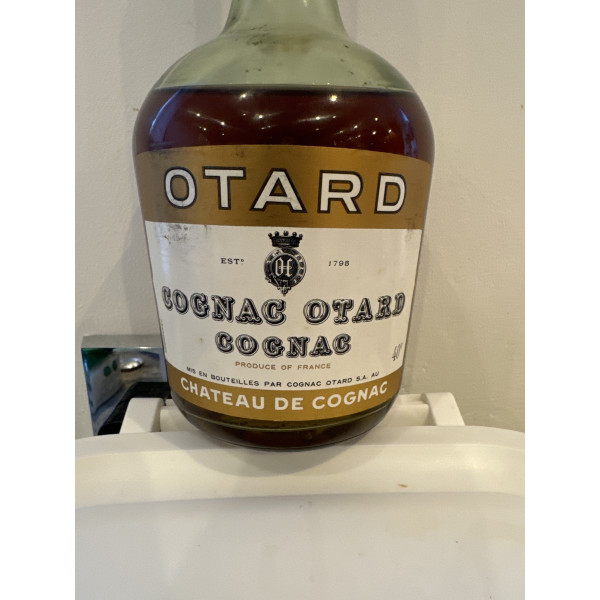 OTARD
ESTᴰ 1795
COGNAC OTARD
COGNAC
40°
PRODUCE OF FRANCE
MIS EN BOUTEILLES PAR COGNAC OTARD S.A. AU
CHATEAU DE COGNAC